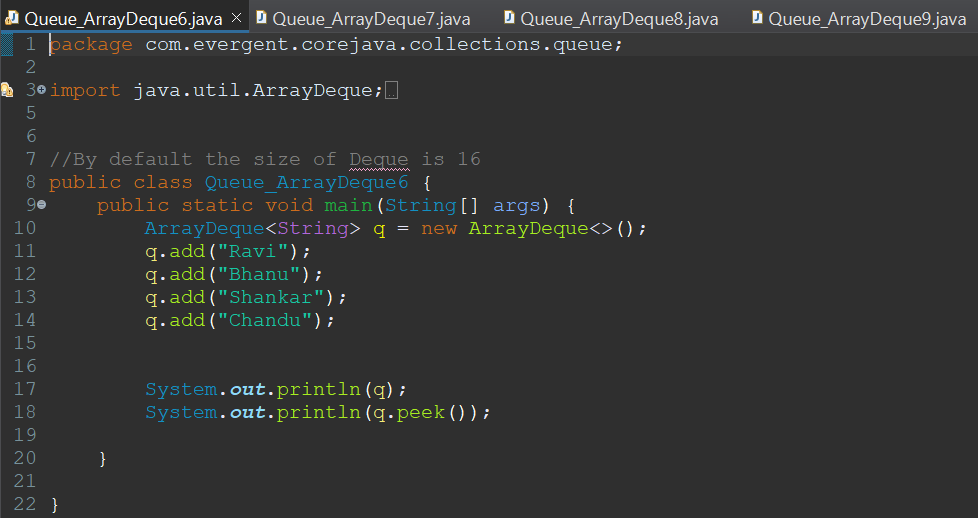 Queue_ArrayDeque6.java Queue_ArrayDeque7.java Queue_ArrayDeque8.java Queue_ArrayDeque9.java
1 package com.evergent.corejava.collections.queue;
2
3 import java.util.ArrayDeque;
5
6
7 //By default the size of Deque is 16
8 public class Queue_ArrayDeque6 {
9     public static void main(String[] args) {
10         ArrayDeque<String> q = new ArrayDeque<>();
11         q.add("Ravi");
12         q.add("Bhanu");
13         q.add("Shankar");
14         q.add("Chandu");
15
16
17         System.out.println(q);
18         System.out.println(q.peek());
19
20     }
21
22 }